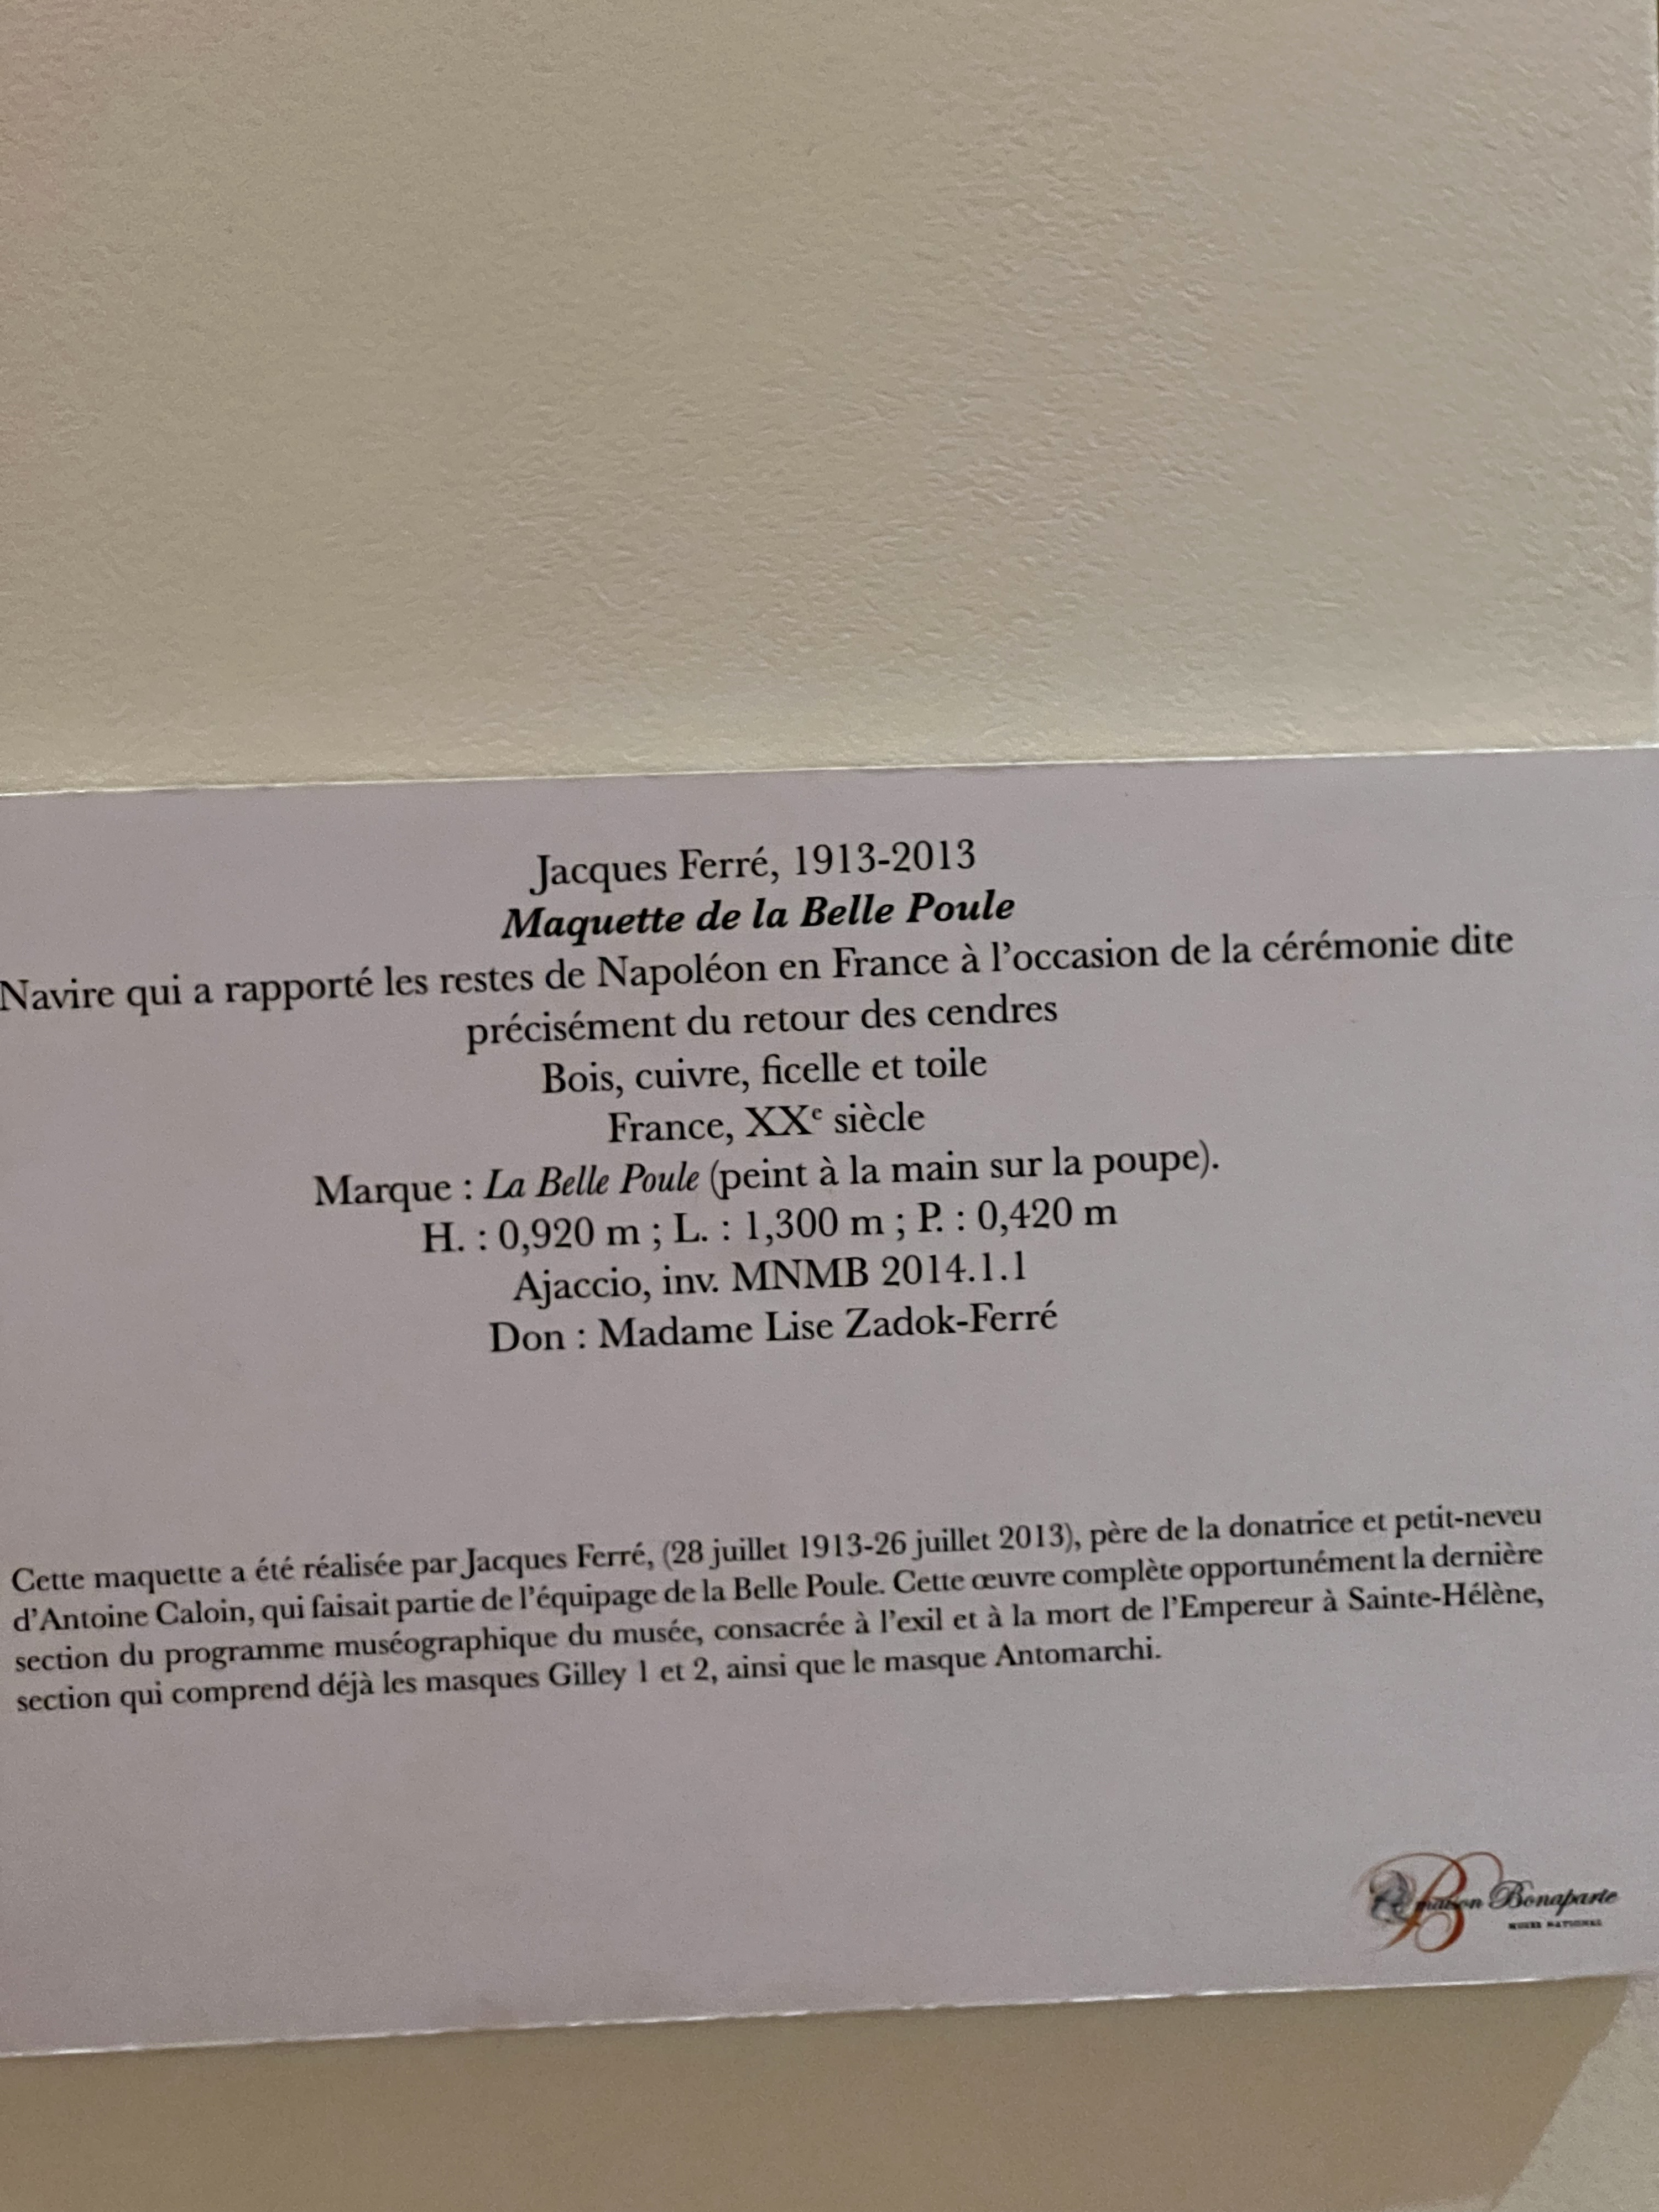 Jacques Ferré, 1913-2013
Maquette de la Belle Poule
Navire qui a rapporté les restes de Napoléon en France à l'occasion de la cérémonie dite
précisément du retour des cendres
Bois, cuivre, ficelle et toile
France, XXe siècle
Marque : La Belle Poule (peint à la main sur la poupe).
H. : 0,920 m ; L. : 1,300 m ; P. : 0,420 m
Ajaccio, inv. MNMB 2014.1.1
Don : Madame Lise Zadok-Ferré
Cette maquette a été réalisée par Jacques Ferré, (28 juillet 1913-26 juillet 2013), père de la donatrice et petit-neveu
d'Antoine Caloin, qui faisait partie de l'équipage de la Belle Poule. Cette œuvre complète opportunément la dernière
section du programme muséographique du musée, consacrée à l'exil et à la mort de l'Empereur à Sainte-Hélène,
section qui comprend déjà les masques Gilley 1 et 2, ainsi que le masque Antomarchi.
B
maison Bonaparte
MUSÉE NATIONAL